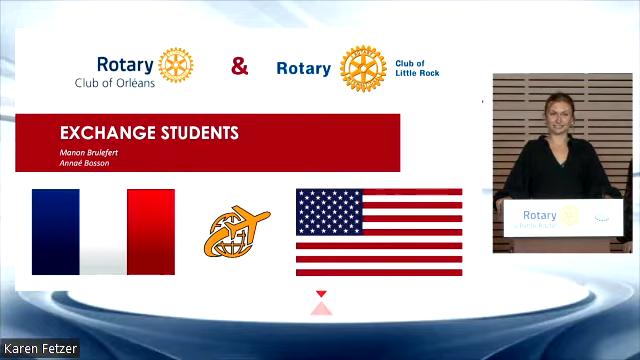 Rotary
Club of Orléans
&
Rotary
Club of
Little Rock
EXCHANGE STUDENTS
Manon Brulefert
Annaé Bosson
Rotary
Karen Fetzer